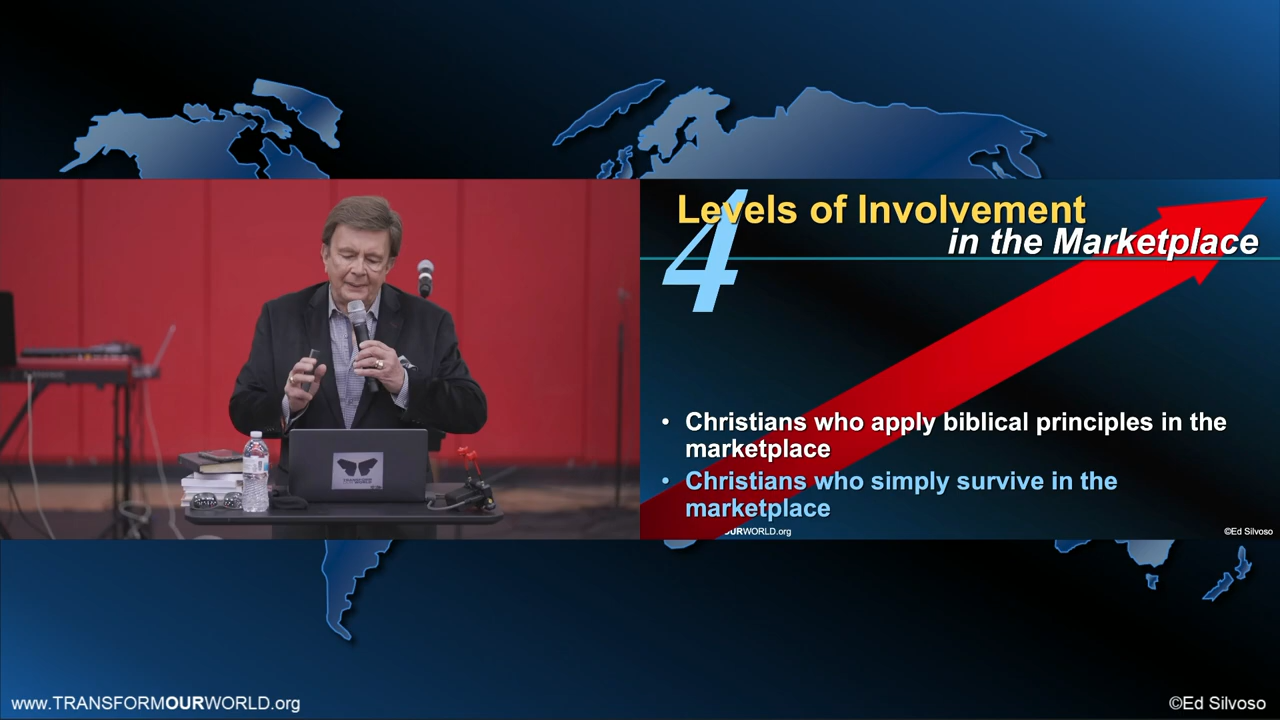 4
Levels of Involvement
in the Marketplace
• Christians who apply biblical principles in the
marketplace
• Christians who simply survive in the
marketplace
OURWORLD.org
©Ed Silvoso
TRANSFORM
www.TRANSFORMOURWORLD.org
©Ed Silvoso